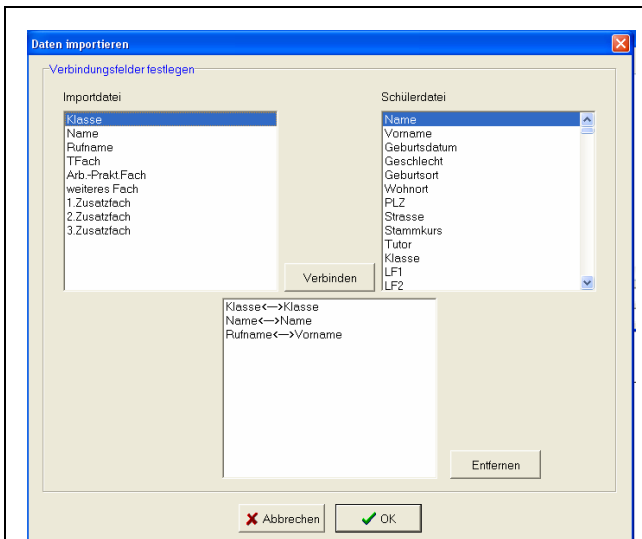 Daten importieren
Verbindungsfelder festlegen
Importdatei
Schülerdatei
Klasse
Name
Rufname
TFach
Arb.-Prakt.Fach
weiteres Fach
1.Zusatzfach
2.Zusatzfach
3.Zusatzfach
Name
Vorname
Geburtsdatum
Geschlecht
Geburtsort
Wohnort
PLZ
Strasse
Stammkurs
Tutor
Klasse
LF1
LF2
Verbinden
Klasse<--->Klasse
Name<--->Name
Rufname<--->Vorname
Entfernen
Abbrechen
OK